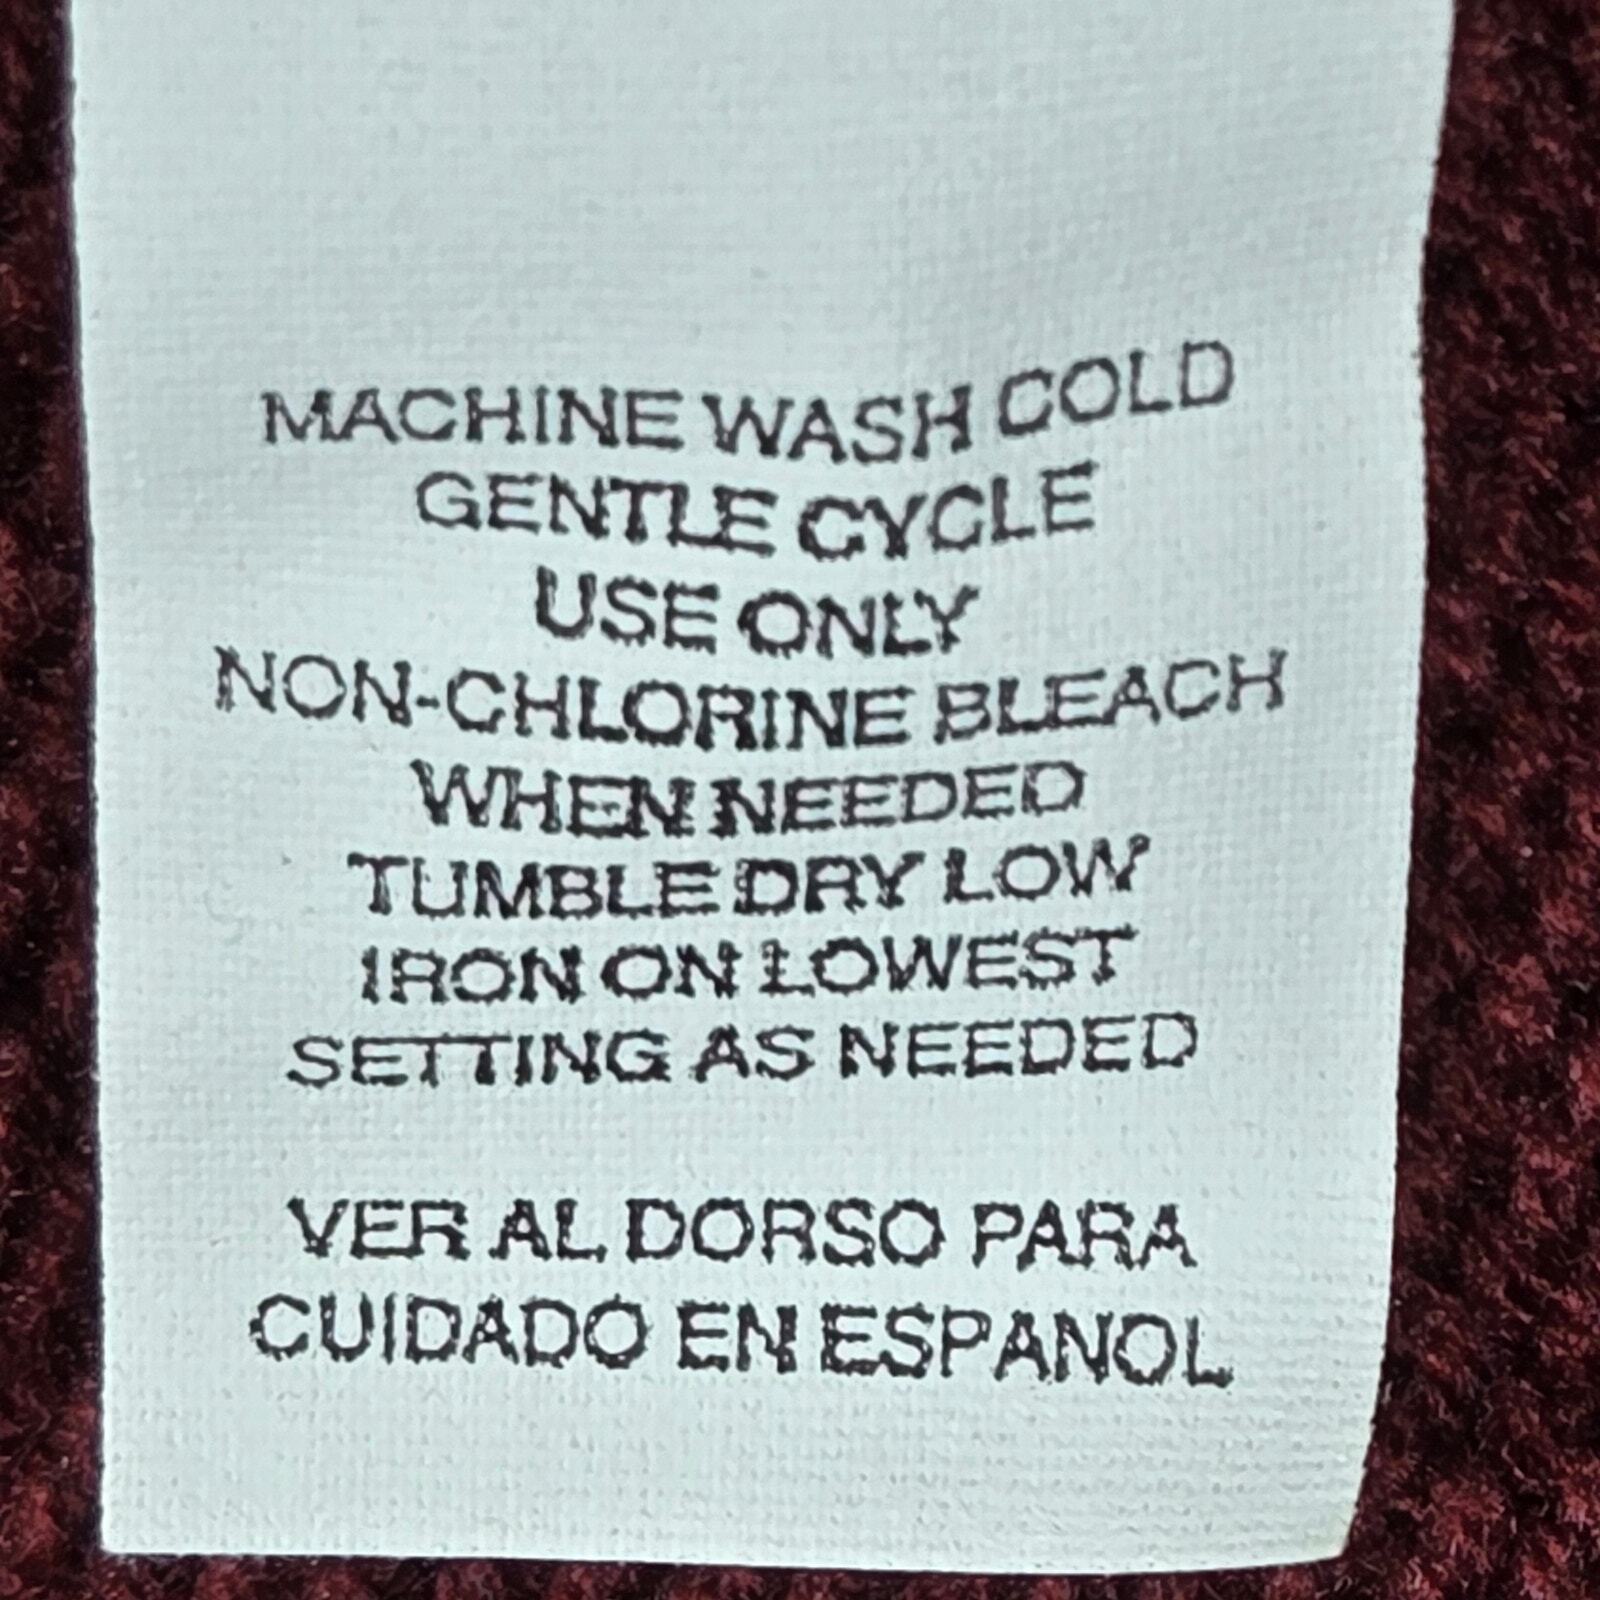 MACHINE WASH COLD
GENTLE CYCLE
USE ONLY
NON-CHLORINE BLEACH
WHEN NEEDED
TUMBLE DRY LOW
IRON ON LOWEST
SETTING AS NEEDED
VER AL DORSO PARA
CUIDADO EN ESPANOL